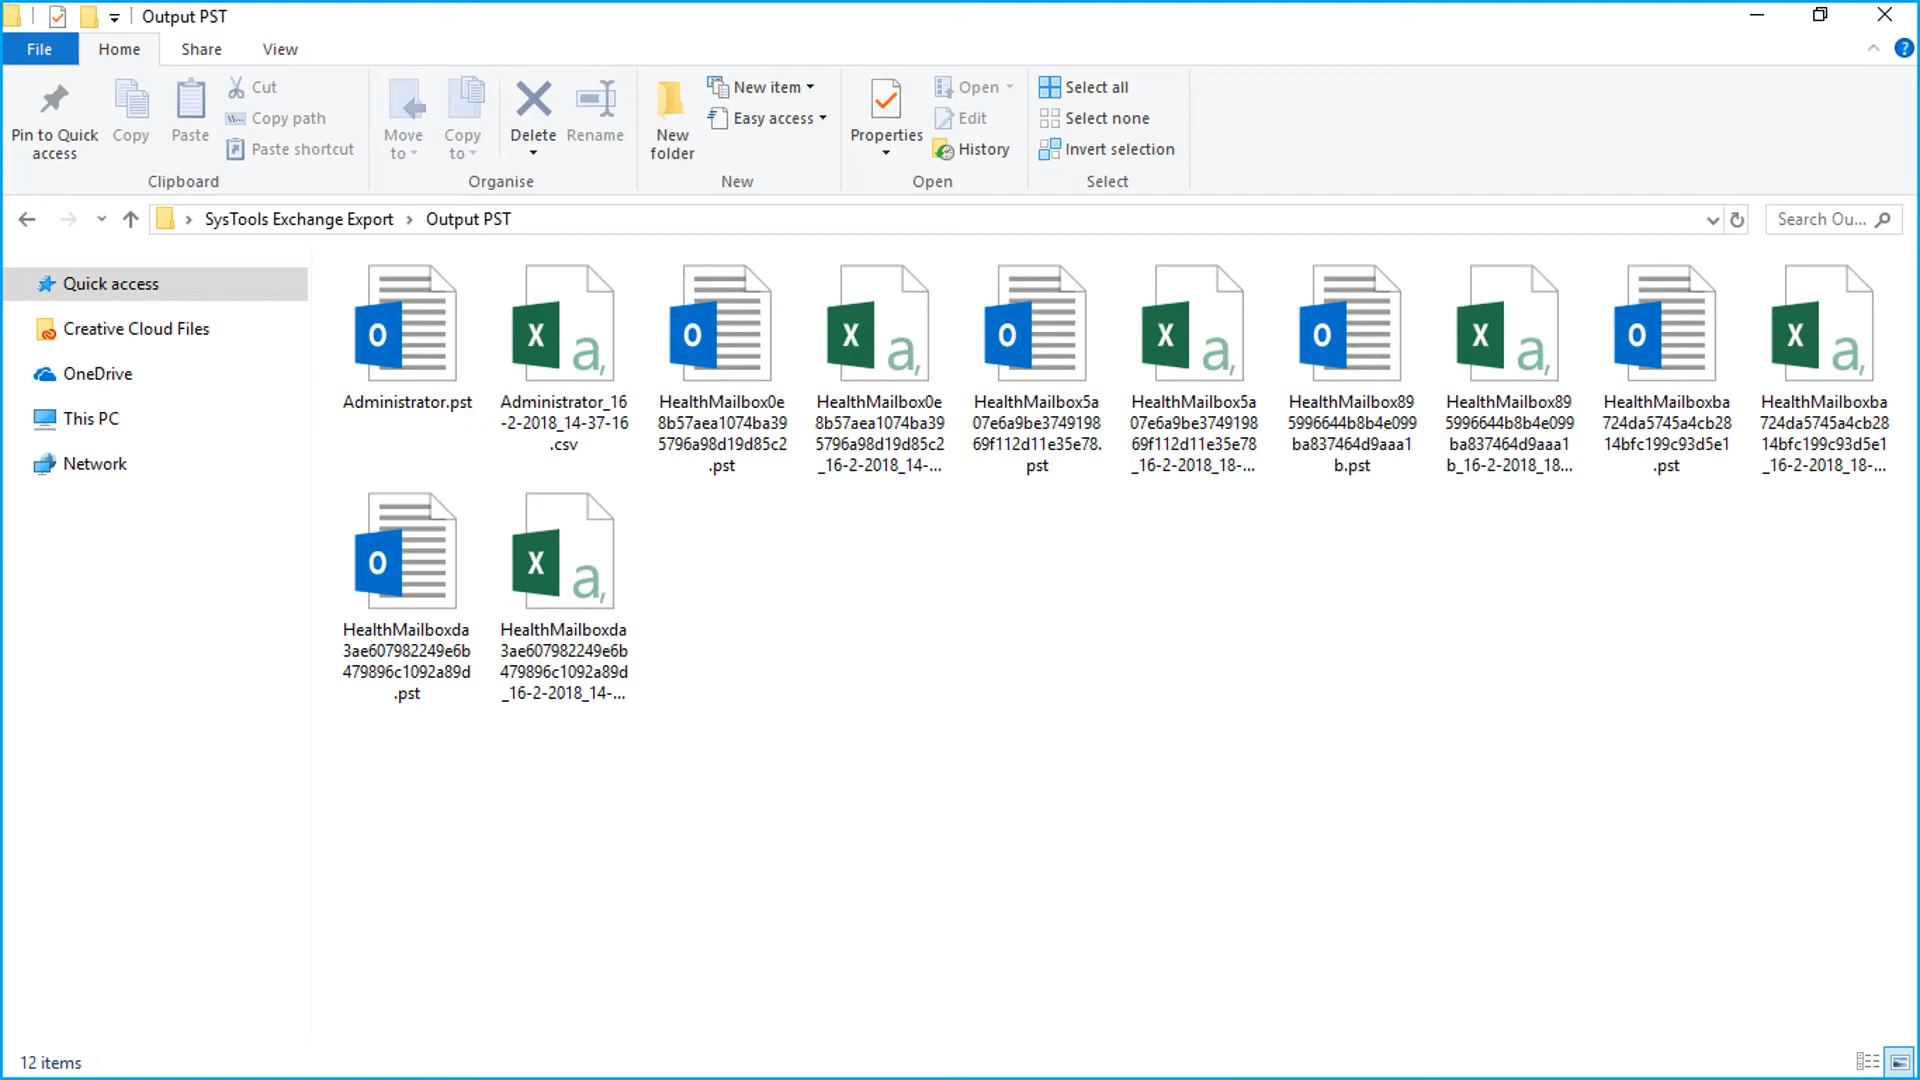 Output PST
File Home Share View
Pin to Quick access
Copy
Paste
Cut
Copy path
Paste shortcut
Clipboard
Move to
Copy to
Delete
Rename
Organise
New folder
New item
Easy access
New
Properties
Open
Edit
History
Open
Select all
Select none
Invert selection
Select
SysTools Exchange Export > Output PST
Search Ou...
Quick access
Creative Cloud Files
OneDrive
This PC
Network
Administrator.pst
Administrator_16
-2-2018_14-37-16
.csv
HealthMailbox0e
8b57aea1074ba39
5796a98d19d85c2
.pst
HealthMailbox0e
8b57aea1074ba39
5796a98d19d85c2
_16-2-2018_14-...
HealthMailbox5a
07e6a9be3749198
69f112d11e35e78.
pst
HealthMailbox5a
07e6a9be3749198
69f112d11e35e78
_16-2-2018_18-...
HealthMailbox89
5996644b8b4e099
ba837464d9aaa1
b.pst
HealthMailbox89
5996644b8b4e099
ba837464d9aaa1
b_16-2-2018_18...
HealthMailboxba
724da5745a4cb28
14bfc199c93d5e1
.pst
HealthMailboxba
724da5745a4cb28
14bfc199c93d5e1
_16-2-2018_18-...
HealthMailboxda
3ae607982249e6b
479896c1092a89d
.pst
HealthMailboxda
3ae607982249e6b
479896c1092a89d
_16-2-2018_14-...
12 items